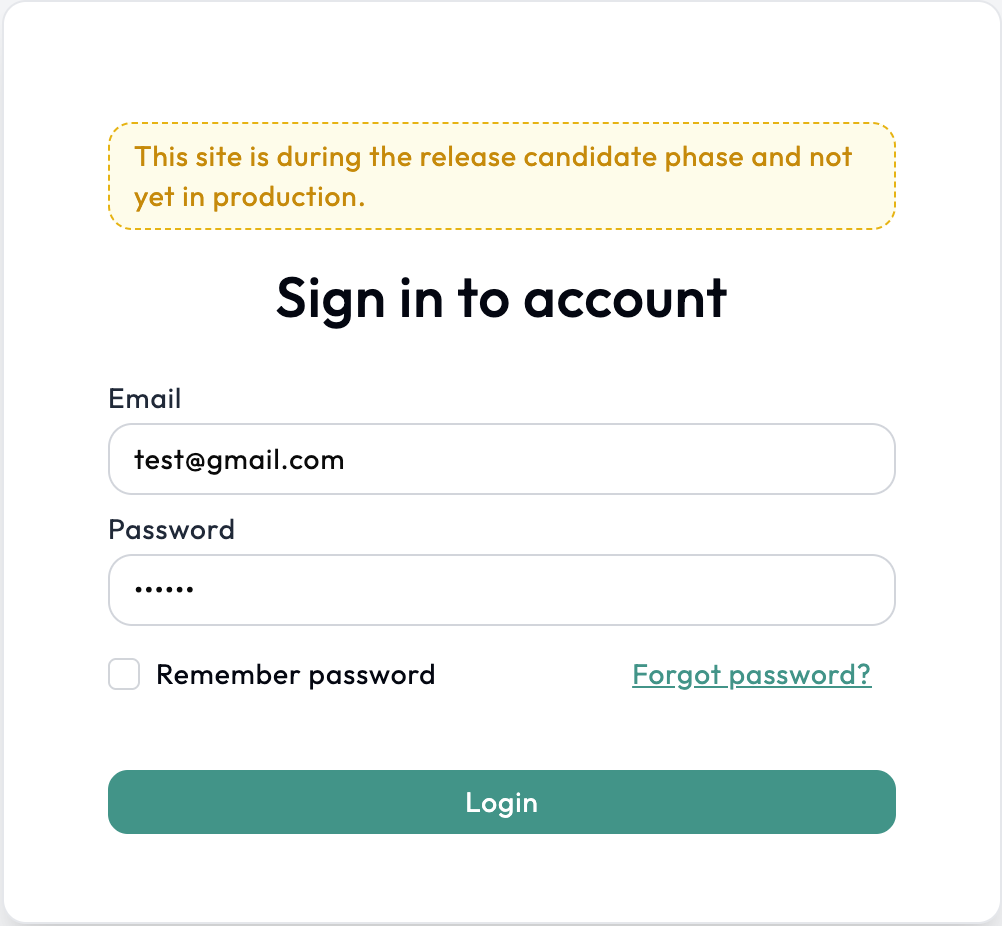 This site is during the release candidate phase and not
yet in production.
Sign in to account
Email
test@gmail.com
Password
••••••
Remember password
Forgot password?
Login